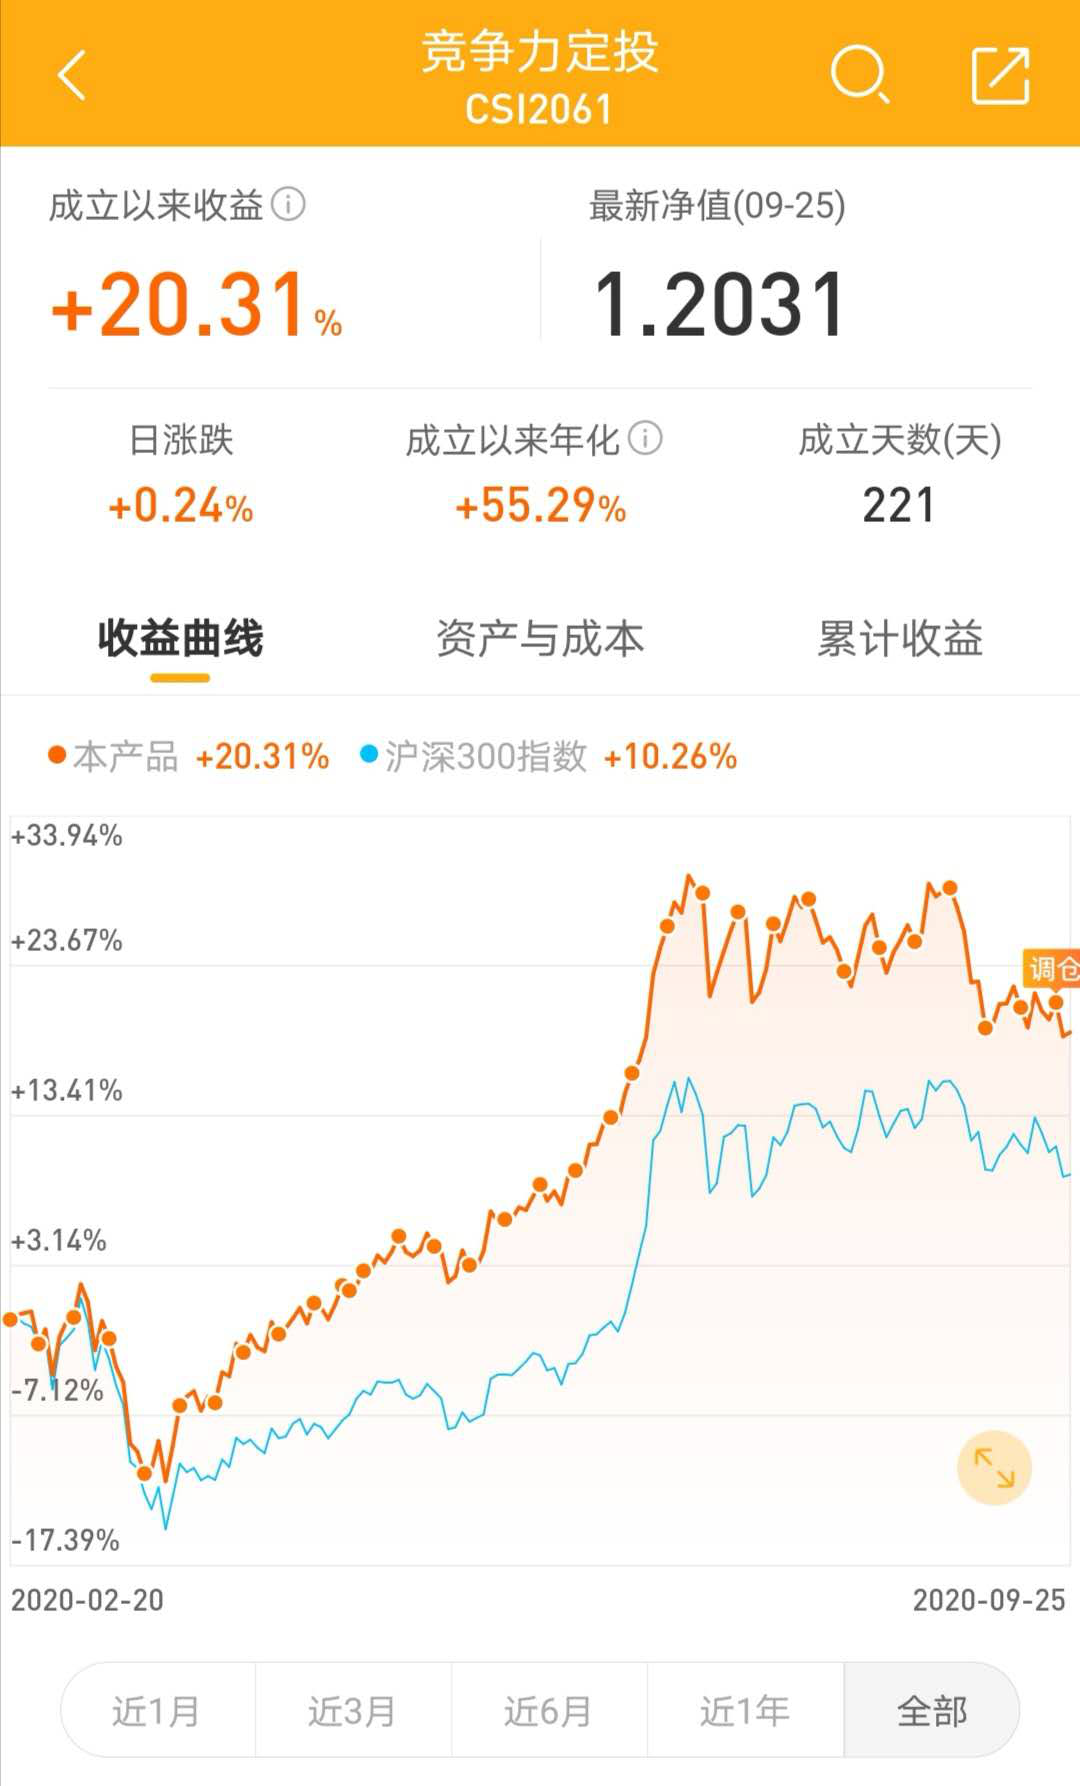 竞争力定投
CSI2061
成立以来收益
最新净值(09-25)
+20.31%
1.2031
日涨跌
成立以来年化
成立天数(天)
+0.24%
+55.29%
221
收益曲线
资产与成本
累计收益
本产品 +20.31% 沪深300指数 +10.26%
+33.94%
+23.67%
调仓
+13.41%
+3.14%
-7.12%
-17.39%
2020-02-20
2020-09-25
近1月
近3月
近6月
近1年
全部